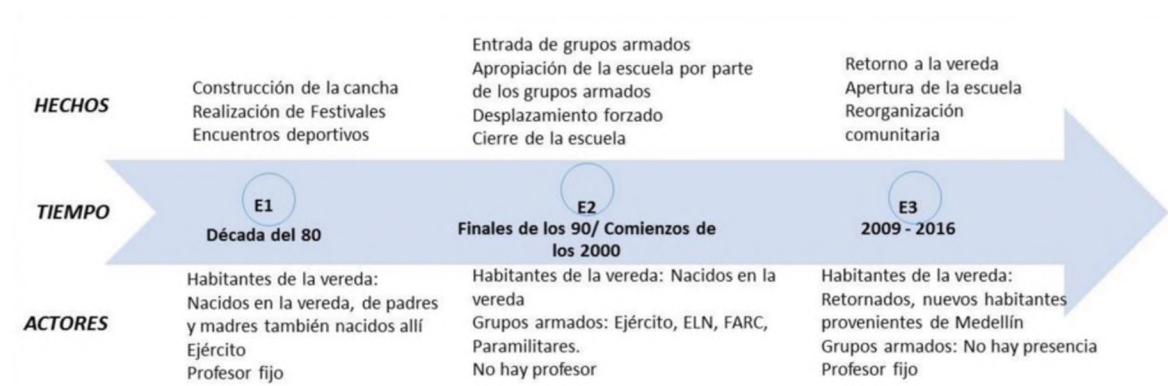 HECHOS
Construcción de la cancha
Realización de Festivales
Encuentros deportivos
Entrada de grupos armados
Apropiación de la escuela por parte
de los grupos armados
Desplazamiento forzado
Cierre de la escuela
Retorno a la vereda
Apertura de la escuela
Reorganización
comunitaria
TIEMPO
E1
Década del 80
E2
Finales de los 90/ Comienzos de
los 2000
E3
2009 - 2016
ACTORES
Habitantes de la vereda:
Nacidos en la vereda, de padres
y madres también nacidos allí
Ejército
Profesor fijo
Habitantes de la vereda: Nacidos en la
vereda
Grupos armados: Ejército, ELN, FARC,
Paramilitares.
No hay profesor
Habitantes de la vereda:
Retornados, nuevos habitantes
provenientes de Medellín
Grupos armados: No hay presencia
Profesor fijo